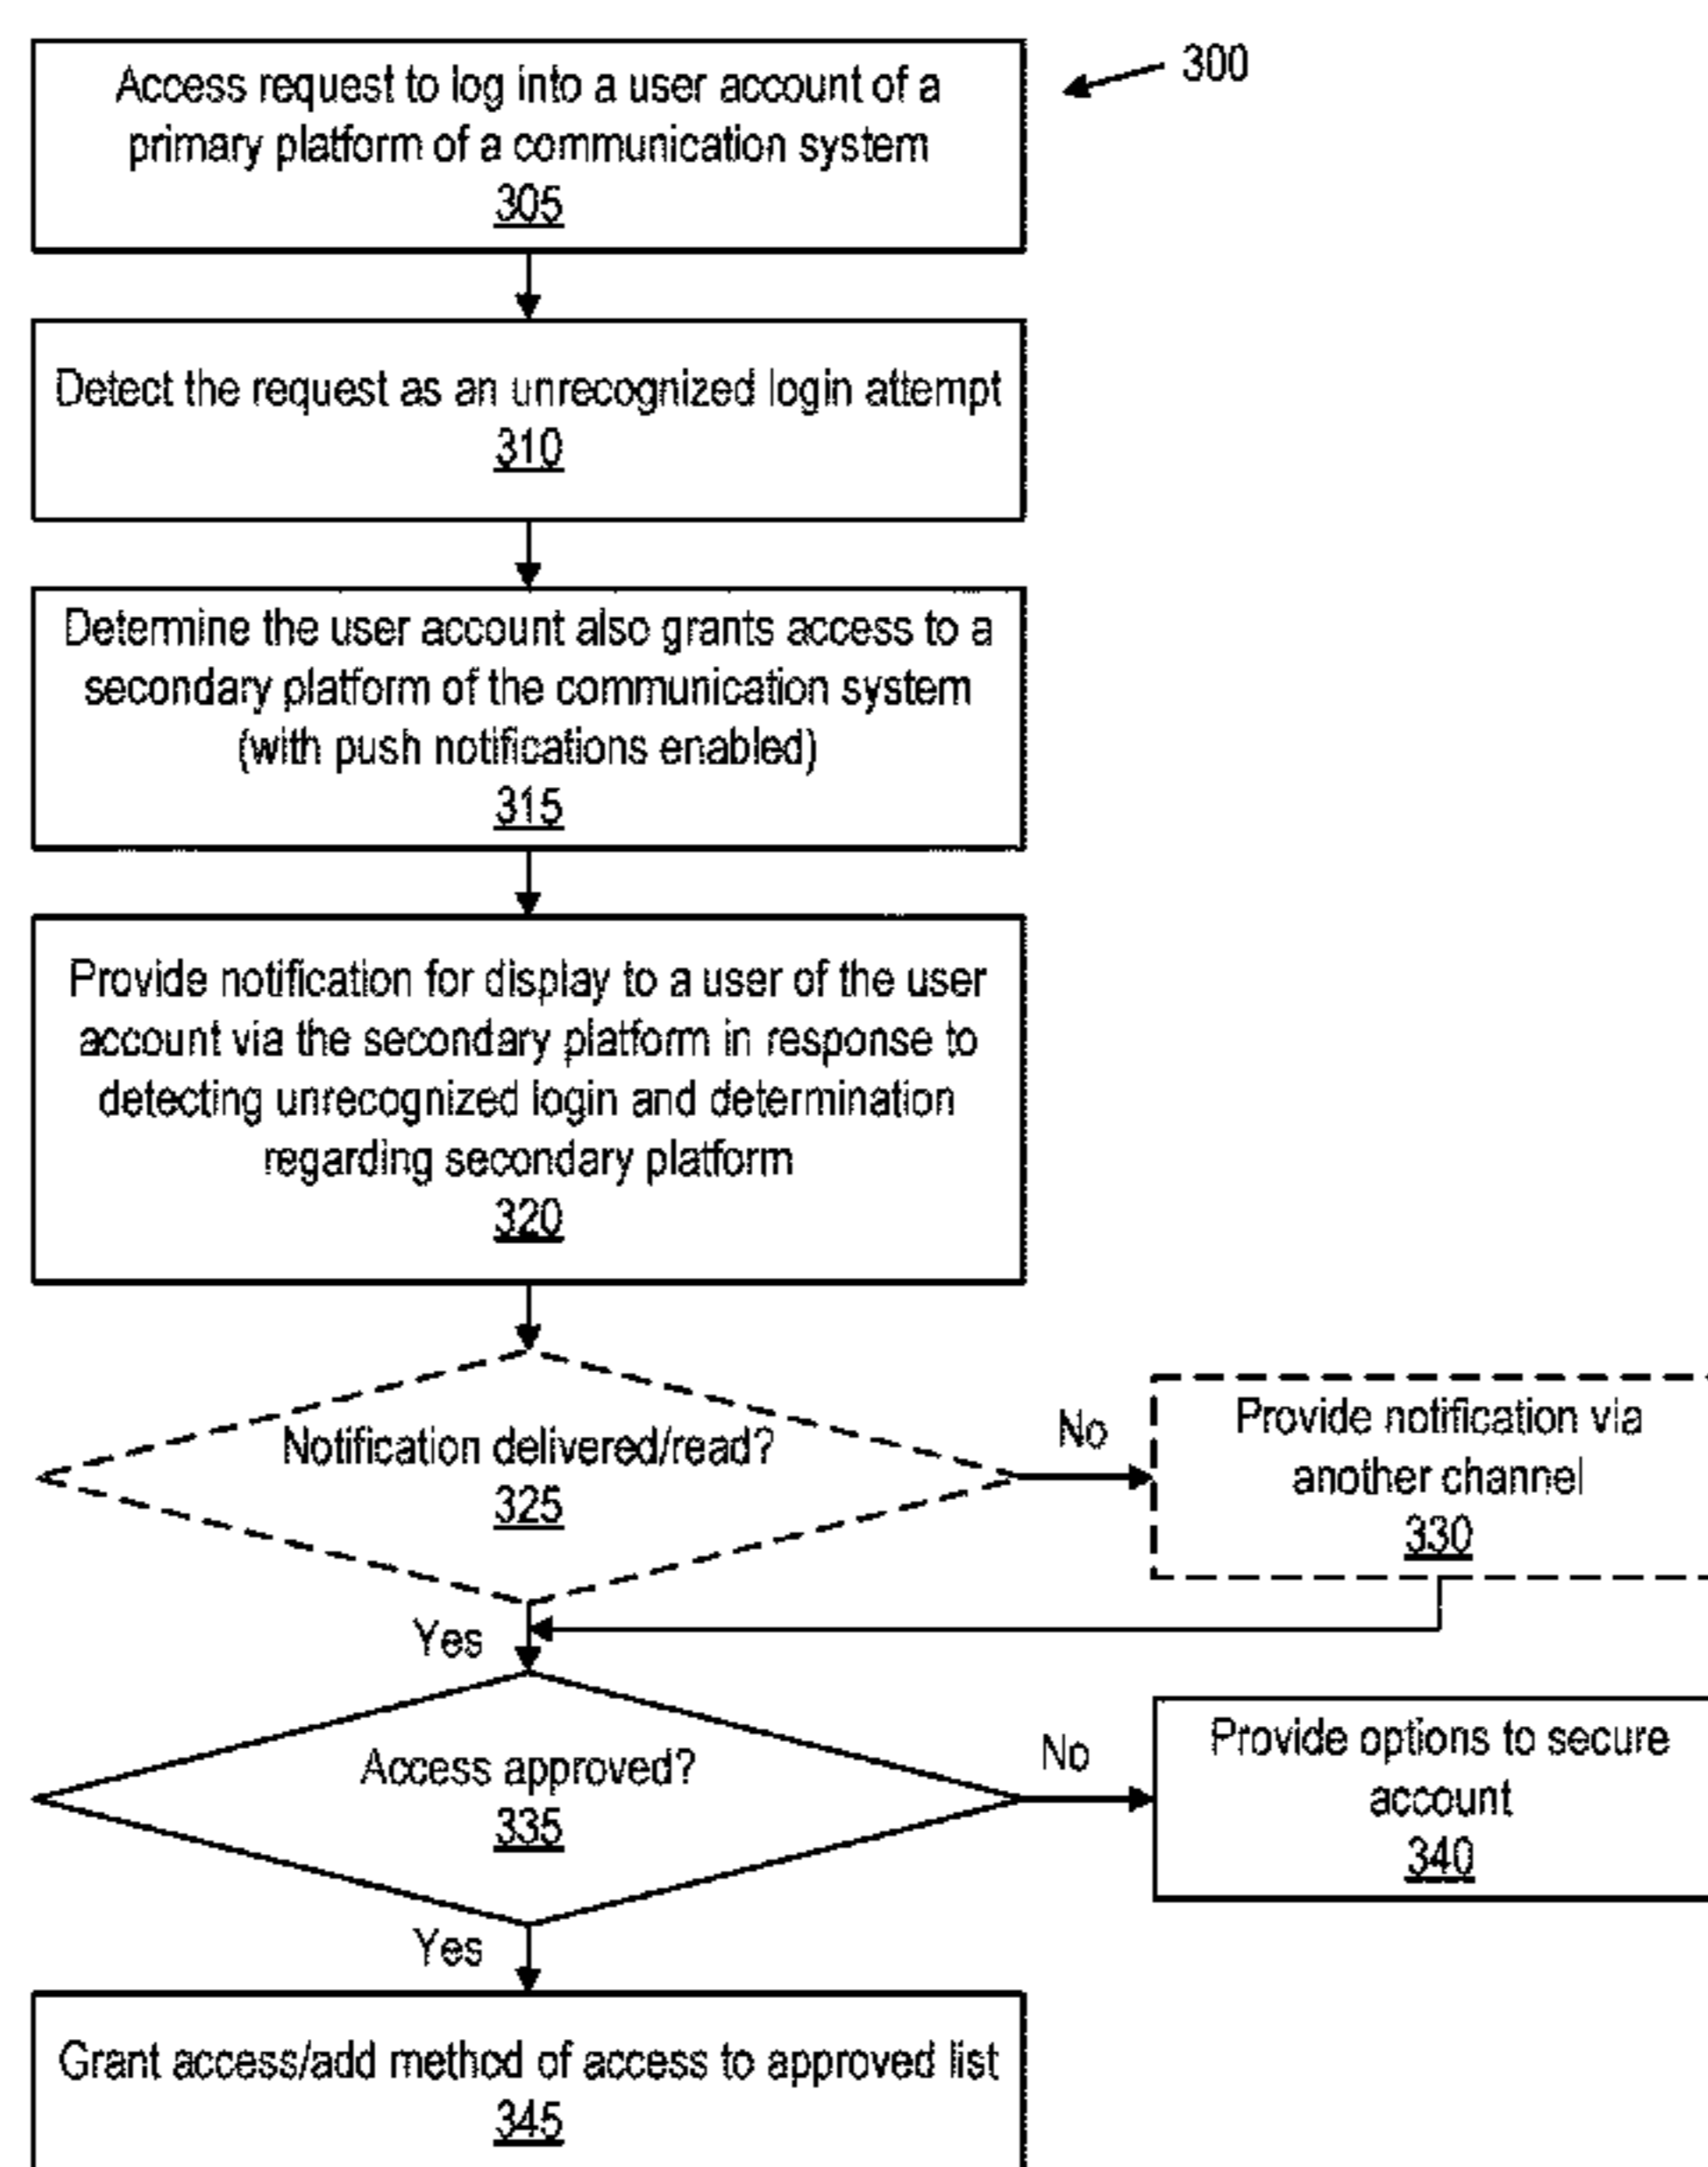 300
Access request to log into a user account of a
primary platform of a communication system
305
Detect the request as an unrecognized login attempt
310
Determine the user account also grants access to a
secondary platform of the communication system
(with push notifications enabled)
315
Provide notification for display to a user of the user
account via the secondary platform in response to
detecting unrecognized login and determination
regarding secondary platform
320
Notification delivered/read?
325
No
Provide notification via
another channel
330
Yes
Access approved?
335
No
Provide options to secure
account
340
Yes
Grant access/add method of access to approved list
345